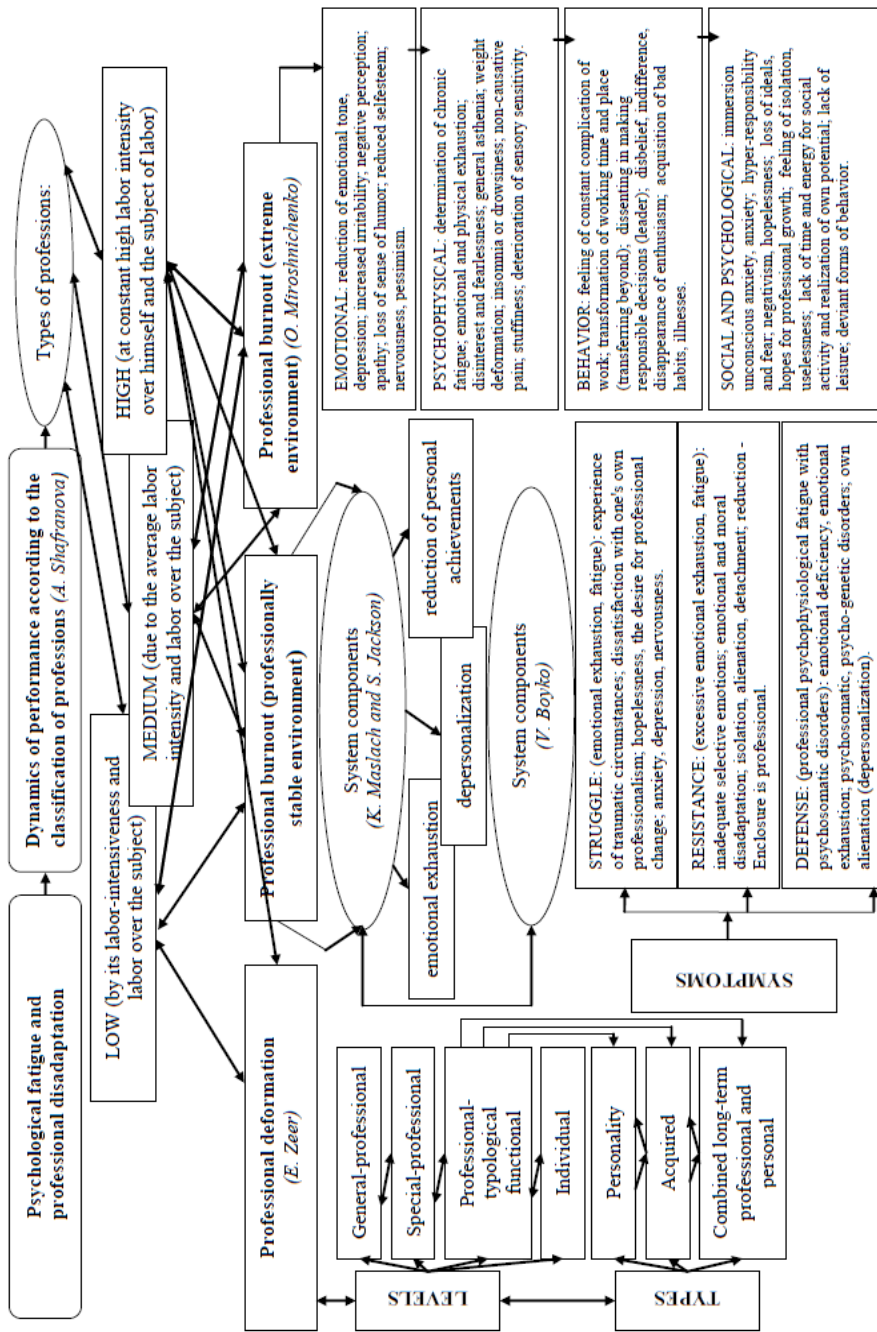 Psychological fatigue and
professional disadaptation
Dynamics of performance according to the
classification of professions (A. Shafranova)
Types of professions:
LOW (by its labor-intensiveness and
labor over the subject)
MEDIUM (due to the average labor
intensity and labor over the subject)
HIGH (at constant high labor intensity
over himself and the subject of labor)
Professional deformation
(E. Zeer)
Professional burnout (professionally
stable environment)
Professional burnout (extreme
environment) (O. Miroshnichenko)
LEVELS
General-professional
Special-professional
Professional-
typological
functional
Individual
TYPES
Personality
Acquired
Combined long-term
professional and
personal
System components
(K. Maslach and S. Jackson)
emotional exhaustion
depersonalization
reduction of personal
achievements
System components
(V. Boyko)
SYMPTOMS
STRUGGLE: (emotional exhaustion, fatigue): experience
of traumatic circumstances; dissatisfaction with one's own
professionalism; hopelessness, the desire for professional
change; anxiety, depression, nervousness.
RESISTANCE: (excessive emotional exhaustion, fatigue):
inadequate selective emotions; emotional and moral
disadaptation; isolation, alienation, detachment; reduction -
Enclosure is professional.
DEFENSE: (professional psychophysiological fatigue with
psychosomatic disorders); emotional deficiency, emotional
exhaustion; psychosomatic, psycho-genetic disorders; own
alienation (depersonalization).
EMOTIONAL: reduction of emotional tone,
depression, increased irritability; negative perception;
apathy; loss of sense of humor; reduced selfesteem;
nervousness, pessimism.
PSYCHOPHYSICAL: determination of chronic
fatigue; emotional and physical exhaustion;
disinterest and fearlessness; general asthenia; weight
deformation; insomnia or drowsiness; non-causative
pain; stuffiness; deterioration of sensory sensitivity.
BEHAVIOR: feeling of constant complication of
work; transformation of working time and place
(transferring beyond); dissenting in making
responsible decisions (leader); disbelief, indifference,
disappearance of enthusiasm; acquisition of bad
habits, illnesses.
SOCIAL AND PSYCHOLOGICAL: immersion
unconscious anxiety, anxiety; hyper-responsibility
and fear; negativism, hopelessness; loss of ideals,
hopes for professional growth; feeling of isolation,
uselessness; lack of time and energy for social
activity and realization of own potential; lack of
leisure; deviant forms of behavior.